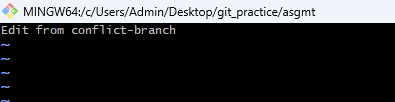 MINGW64:/c/Users/Admin/Desktop/git_practice/asgmt
Edit from conflict-branch
~
~
~
~